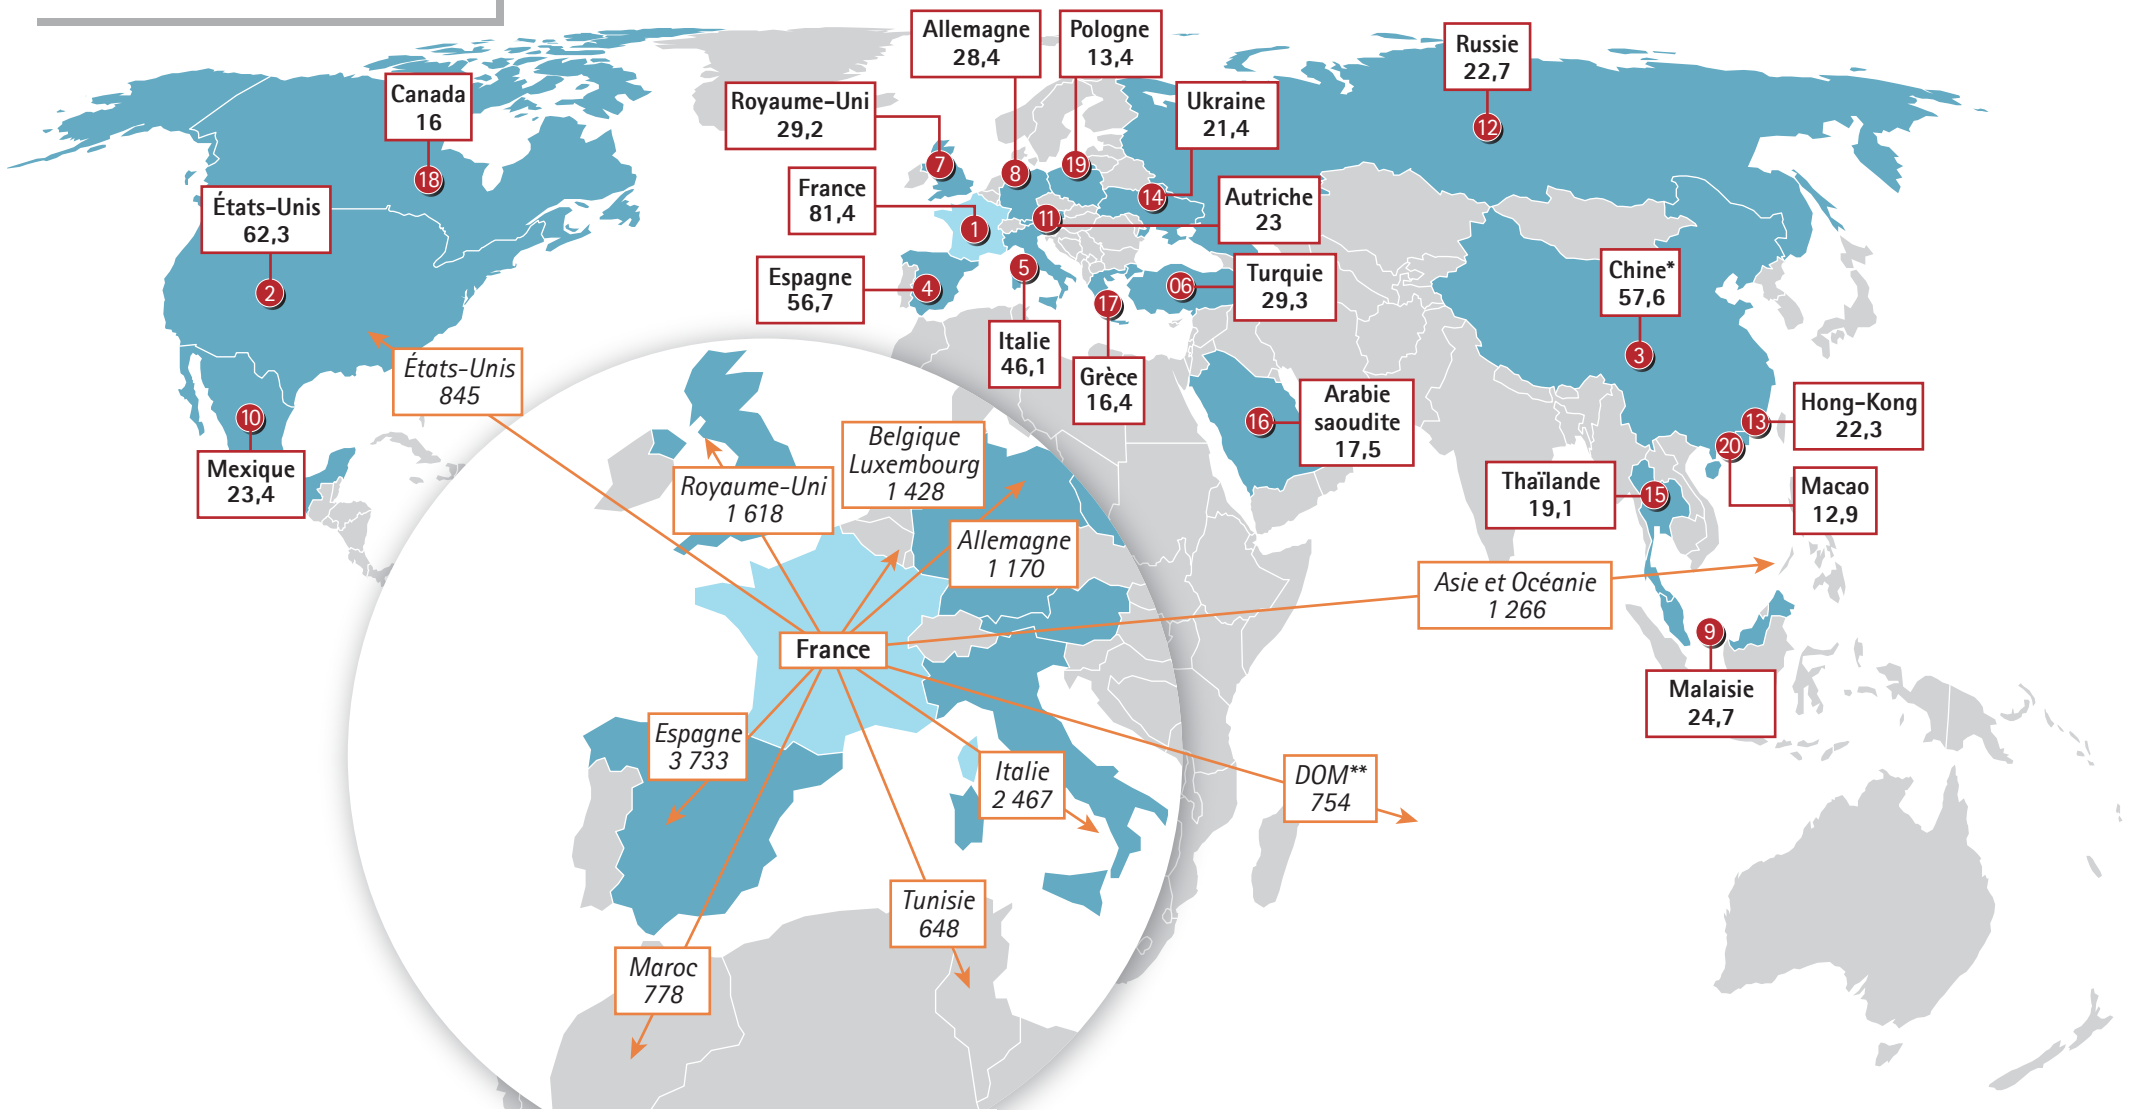 Allemagne
28,4
Pologne
13,4
Russie
22,7
Canada
16
Royaume-Uni
29,2
Ukraine
21,4
12
7
8
19
18
14
France
81,4
États-Unis
62,3
Autriche
23
11
1
Espagne
56,7
4
5
06
Turquie
29,3
Chine*
57,6
2
17
3
Italie
46,1
États-Unis
845
Grèce
16,4
Arabie
saoudite
17,5
16
Hong-Kong
22,3
13
20
10
Mexique
23,4
Belgique
Luxembourg
1 428
Royaume-Uni
1 618
Thaïlande
19,1
15
Macao
12,9
Allemagne
1 170
Asie et Océanie
1 266
France
9
Malaisie
24,7
Espagne
3 733
Italie
2 467
DOM**
754
Tunisie
648
Maroc
778